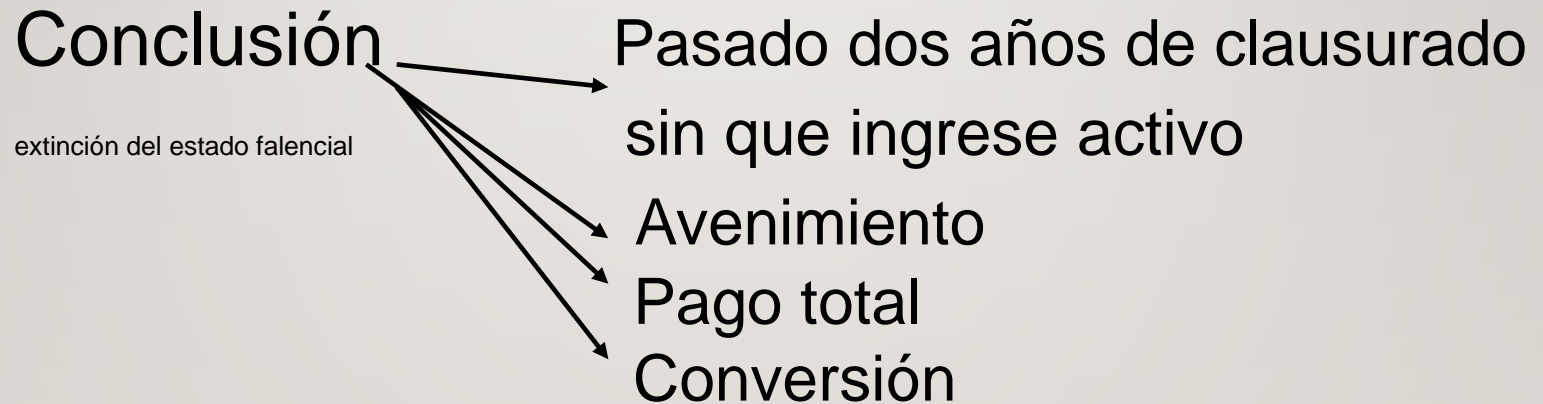 Conclusión
extinción del estado falencial
Pasado dos años de clausurado
sin que ingrese activo
Avenimiento
Pago total
Conversión